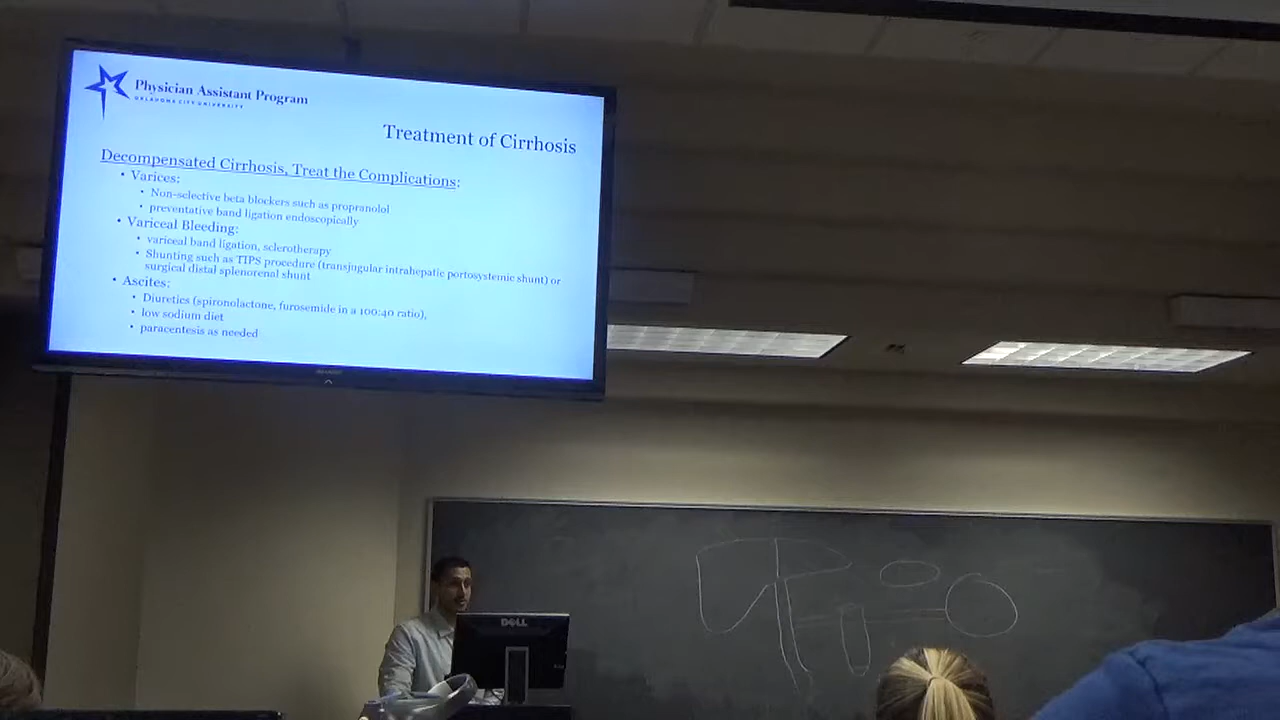 Physician Assistant Program
OKLAHOMA CITY UNIVERSITY
Treatment of Cirrhosis
Decompensated Cirrhosis, Treat the Complications:
• Varices:
• Non-selective beta blockers such as propranolol
• preventative band ligation endoscopically
• Variceal Bleeding:
• variceal band ligation, sclerotherapy
• Shunting such as TIPS procedure (transjugular intrahepatic portosystemic shunt) or
surgical distal splenorenal shunt
• Ascites:
• Diuretics (spironolactone, furosemide in a 100:40 ratio),
• low sodium diet
• paracentesis as needed
DELL